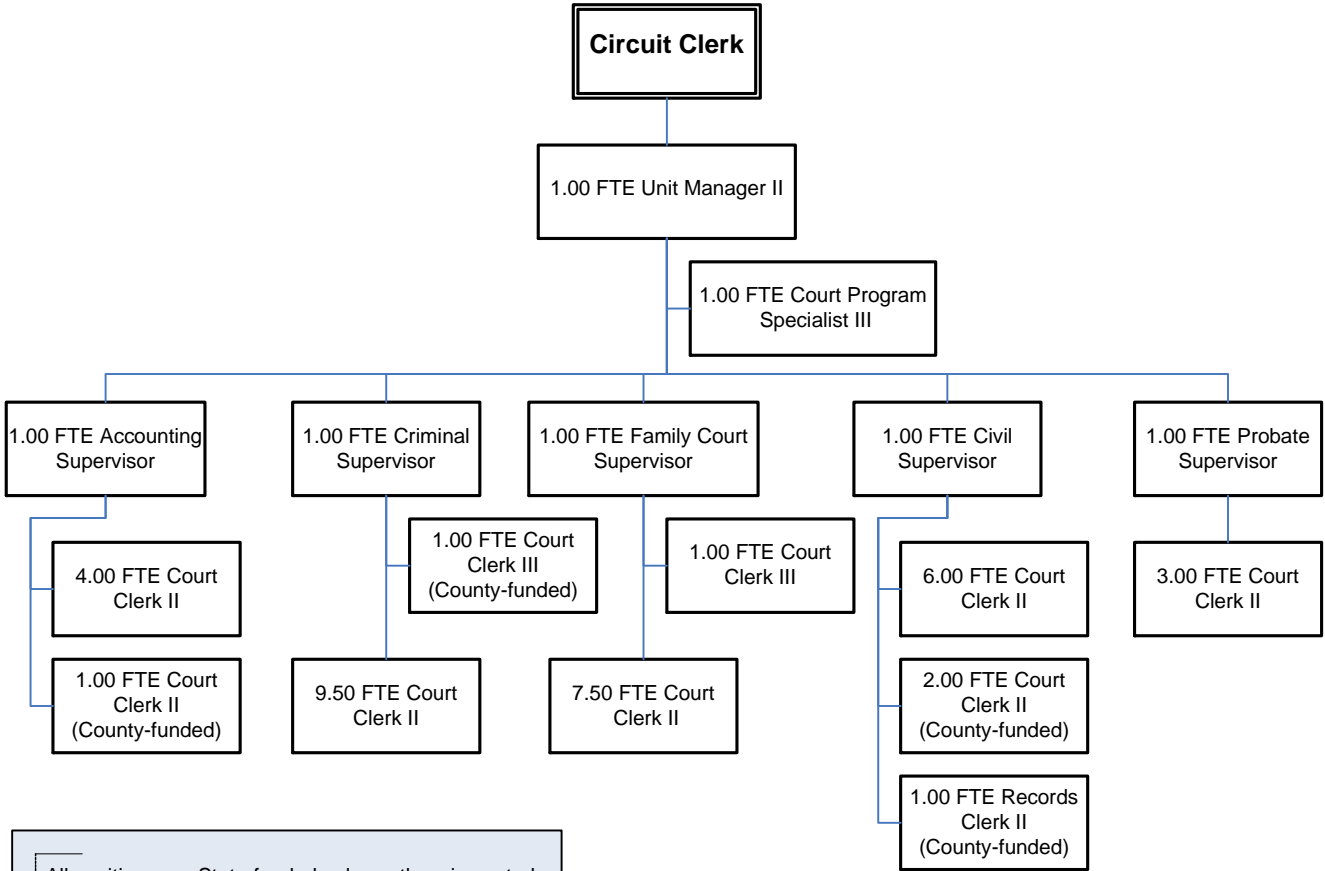 Circuit Clerk
1.00 FTE Unit Manager II
1.00 FTE Court Program
Specialist III
1.00 FTE Accounting
Supervisor
1.00 FTE Criminal
Supervisor
1.00 FTE Family Court
Supervisor
1.00 FTE Civil
Supervisor
1.00 FTE Probate
Supervisor
4.00 FTE Court
Clerk II
1.00 FTE Court
Clerk II
(County-funded)
1.00 FTE Court
Clerk III
(County-funded)
9.50 FTE Court
Clerk II
1.00 FTE Court
Clerk III
7.50 FTE Court
Clerk II
6.00 FTE Court
Clerk II
2.00 FTE Court
Clerk II
(County-funded)
1.00 FTE Records
Clerk II
(County-funded)
3.00 FTE Court
Clerk II